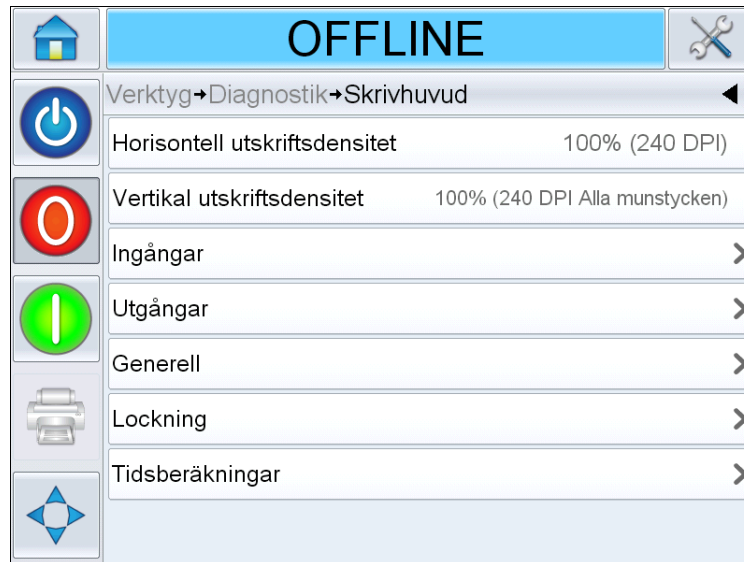 OFFLINE
Verktyg→Diagnostik→Skrivhuvud
Horisontell utskriftsdensitet 100% (240 DPI)
Vertikal utskriftsdensitet 100% (240 DPI Alla munstycken)
Ingångar
Utgångar
Generell
Lockning
Tidsberäkningar